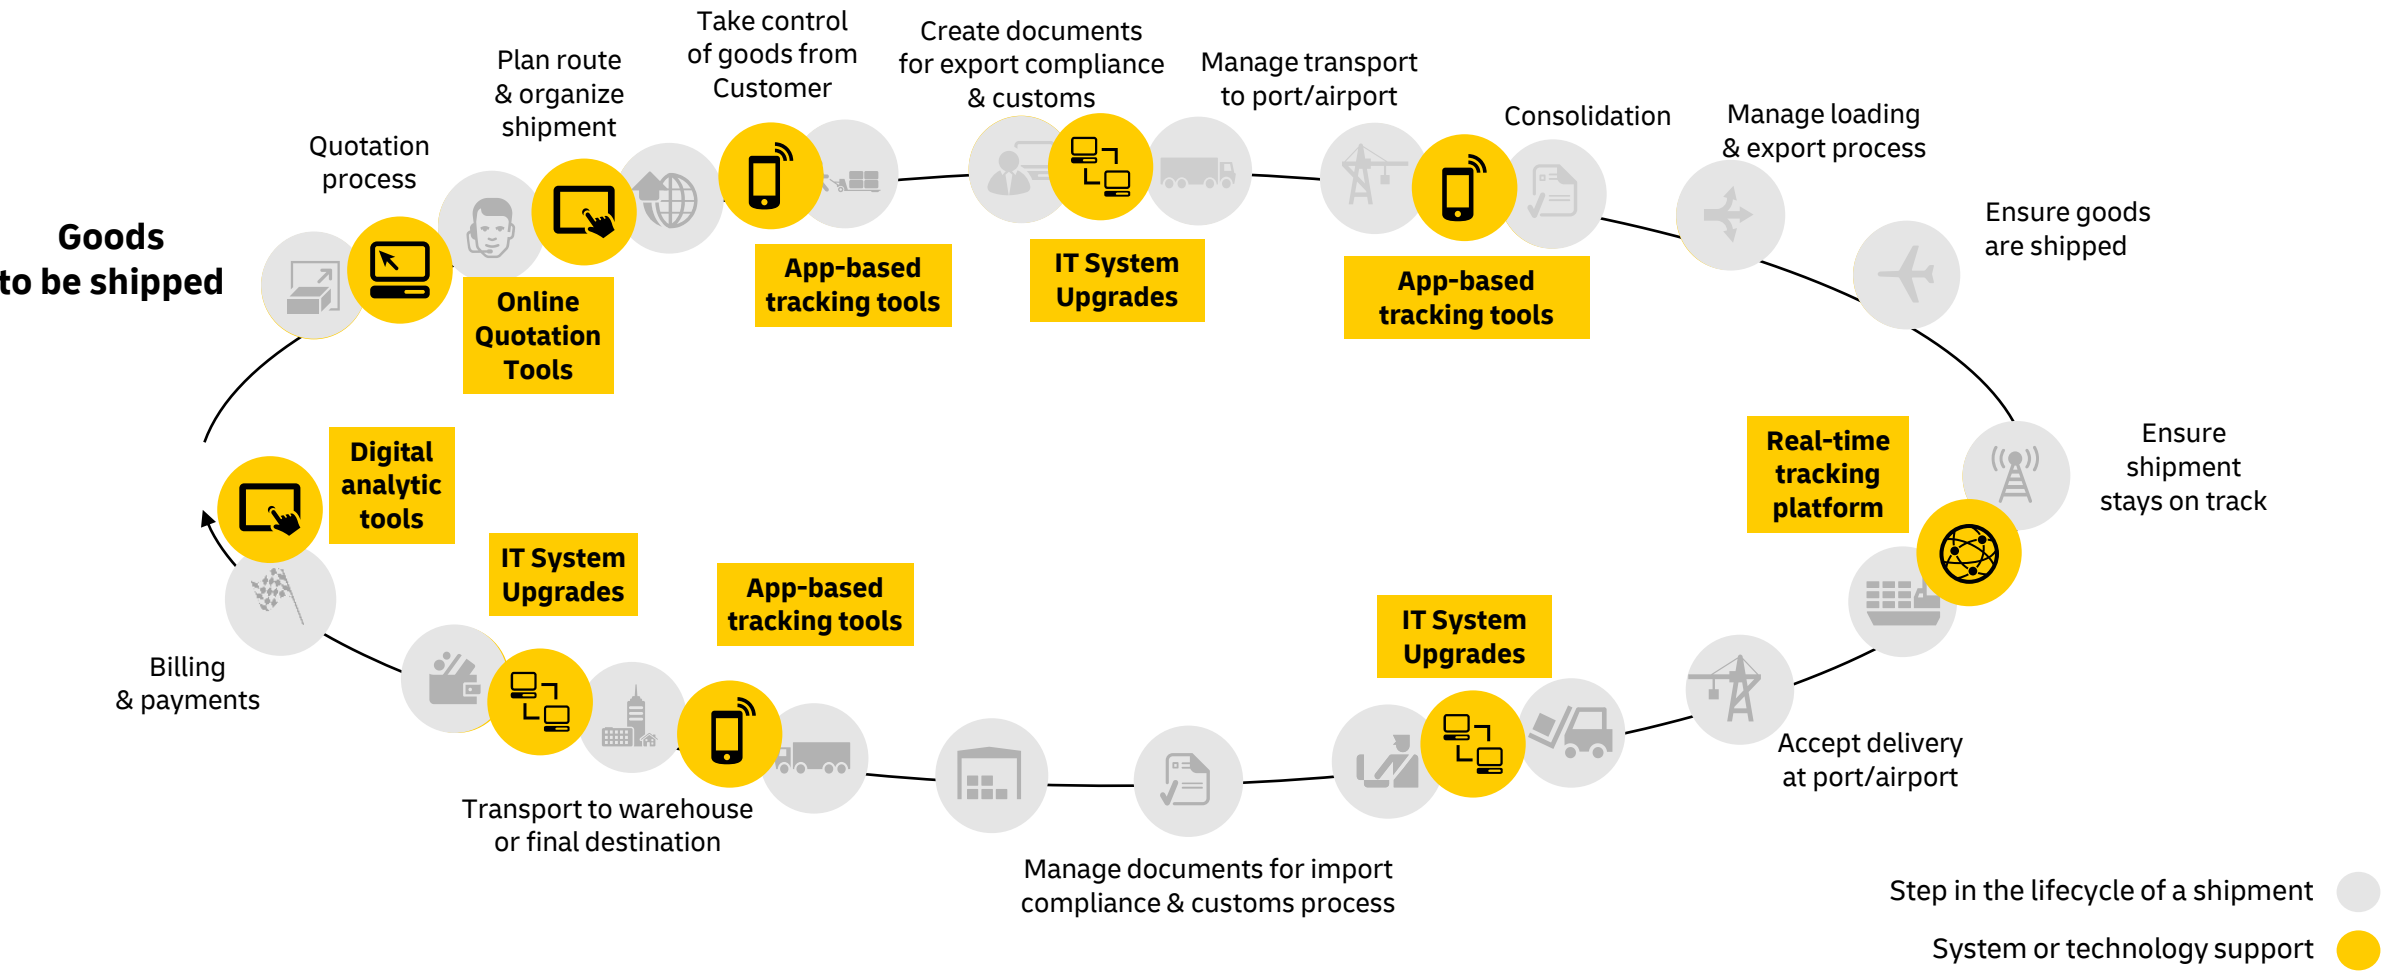 Goods
to be shipped
Quotation
process
Plan route
& organize
shipment
Take control
of goods from
Customer
Create documents
for export compliance
& customs
Manage transport
to port/airport
Consolidation
Manage loading
& export process
Ensure goods
are shipped
Online
Quotation
Tools
App-based
tracking tools
IT System
Upgrades
App-based
tracking tools
Real-time
tracking
platform
Ensure
shipment
stays on track
Digital
analytic
tools
IT System
Upgrades
App-based
tracking tools
IT System
Upgrades
Billing
& payments
Transport to warehouse
or final destination
Manage documents for import
compliance & customs process
Accept delivery
at port/airport
Step in the lifecycle of a shipment
System or technology support